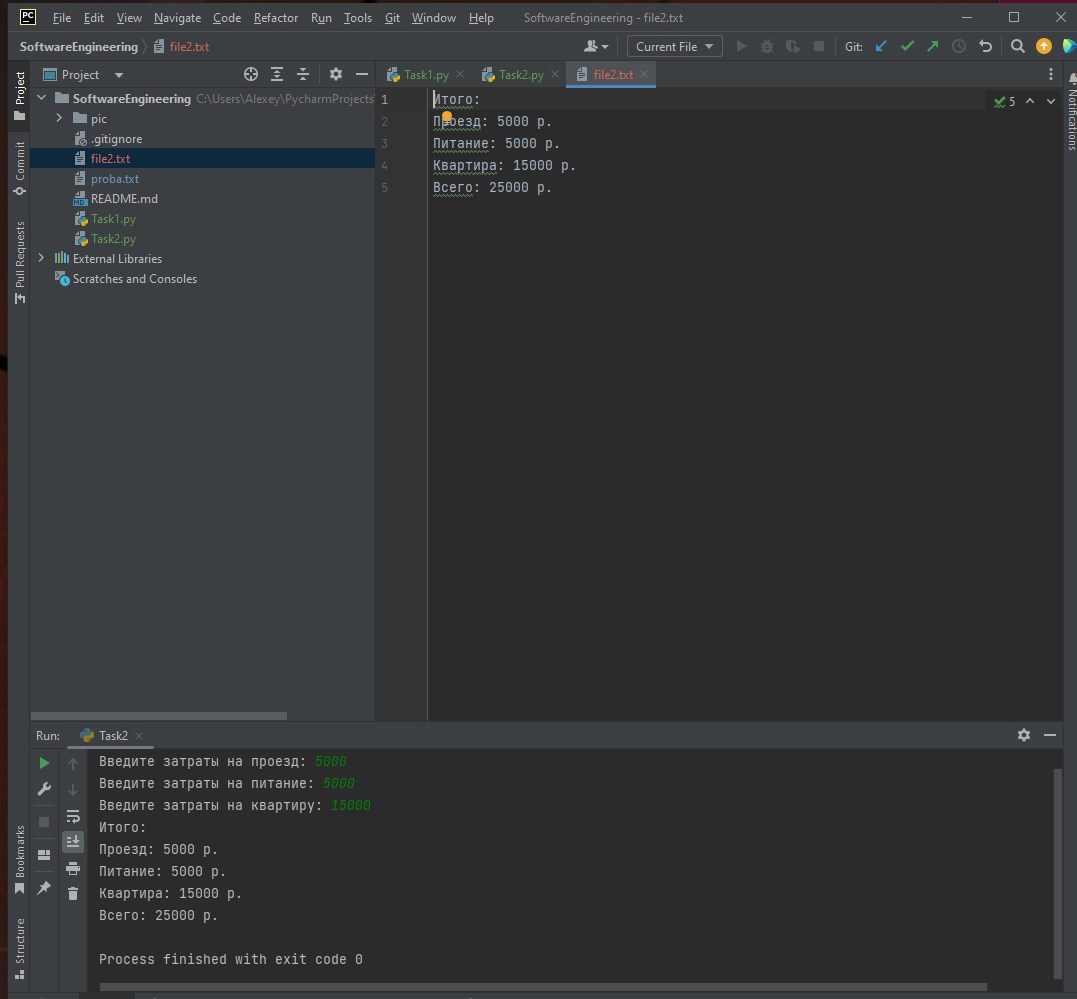 PC File Edit View Navigate Code Refactor Run Tools Git Window Help SoftwareEngineering - file2.txt
SoftwareEngineering file2.txt Current File Git:
Project
Task1.py Task2.py file2.txt
SoftwareEngineering C:\Users\Alexey\PycharmProjects
pic
.gitignore
file2.txt
proba.txt
README.md
Task1.py
Task2.py
External Libraries
Scratches and Consoles
1 Итого:
2 Проезд: 5000 р.
3 Питание: 5000 р.
4 Квартира: 15000 р.
5 Всего: 25000 р.
5
Project
Commit
Pull Requests
Bookmarks
Structure
Notifications
Run: Task2
Введите затраты на проезд: 5000
Введите затраты на питание: 5000
Введите затраты на квартиру: 15000
Итого:
Проезд: 5000 р.
Питание: 5000 р.
Квартира: 15000 р.
Всего: 25000 р.
Process finished with exit code 0